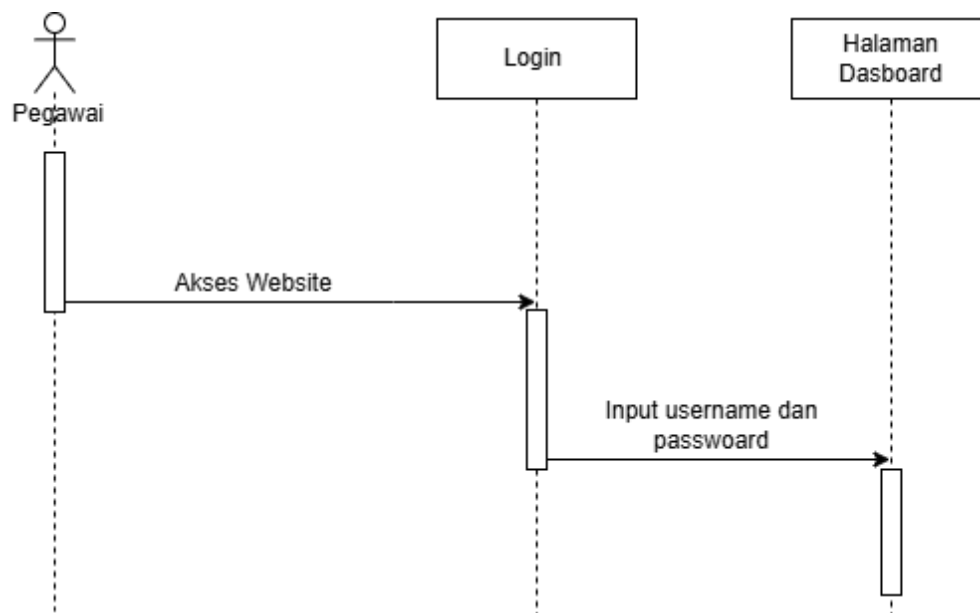 Pegawai
Login
Halaman
Dasboard
Akses Website
Input username dan
passwoard